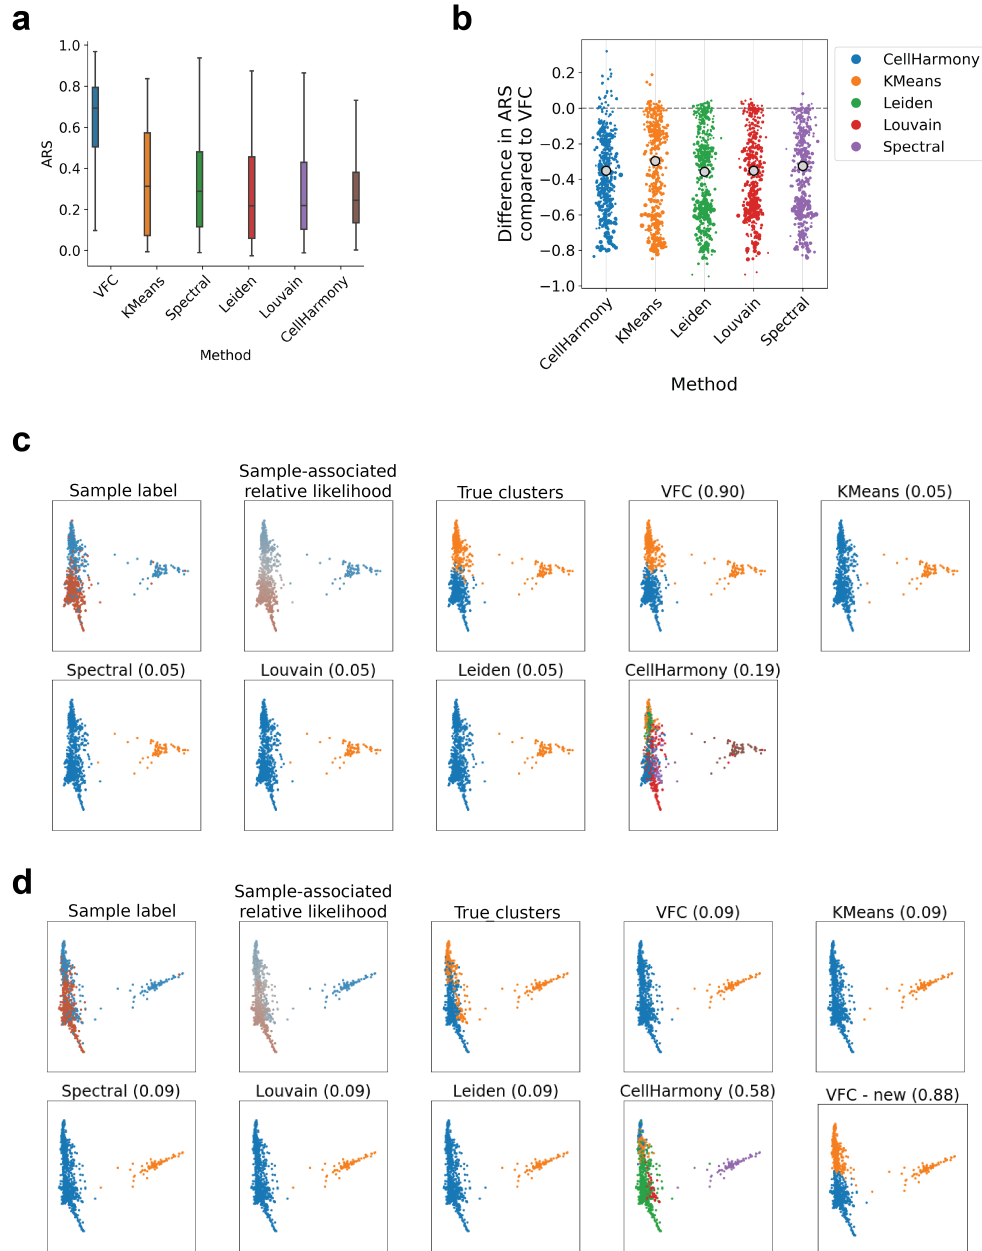 a
1.0
0.8
0.6
0.4
0.2
0.0
ARS
VFC
KMeans
Spectral
Leiden
Louvain
CellHarmony
Method
b
0.2
0.0
−0.2
−0.4
−0.6
−0.8
−1.0
Difference in ARS
compared to VFC
CellHarmony
KMeans
Leiden
Louvain
Spectral
Method
CellHarmony
KMeans
Leiden
Louvain
Spectral
c
Sample label
Sample-associated
relative likelihood
True clusters
VFC (0.90)
KMeans (0.05)
Spectral (0.05)
Louvain (0.05)
Leiden (0.05)
CellHarmony (0.19)
d
Sample label
Sample-associated
relative likelihood
True clusters
VFC (0.09)
KMeans (0.09)
Spectral (0.09)
Louvain (0.09)
Leiden (0.09)
CellHarmony (0.58)
VFC - new (0.88)